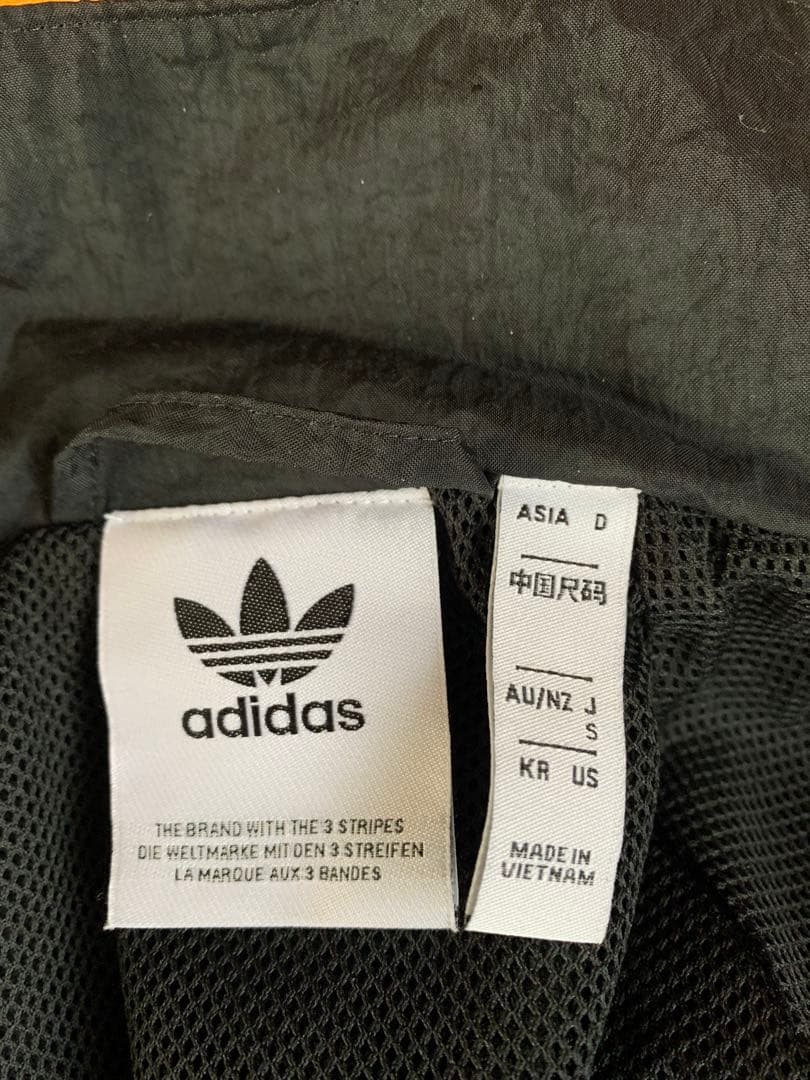 adidas
THE BRAND WITH THE 3 STRIPES
DIE WELTMARKE MIT DEN 3 STREIFEN
LA MARQUE AUX 3 BANDES
ASIA D
中国尺码
AU/NZ J
S
KR US
MADE IN
VIETNAM